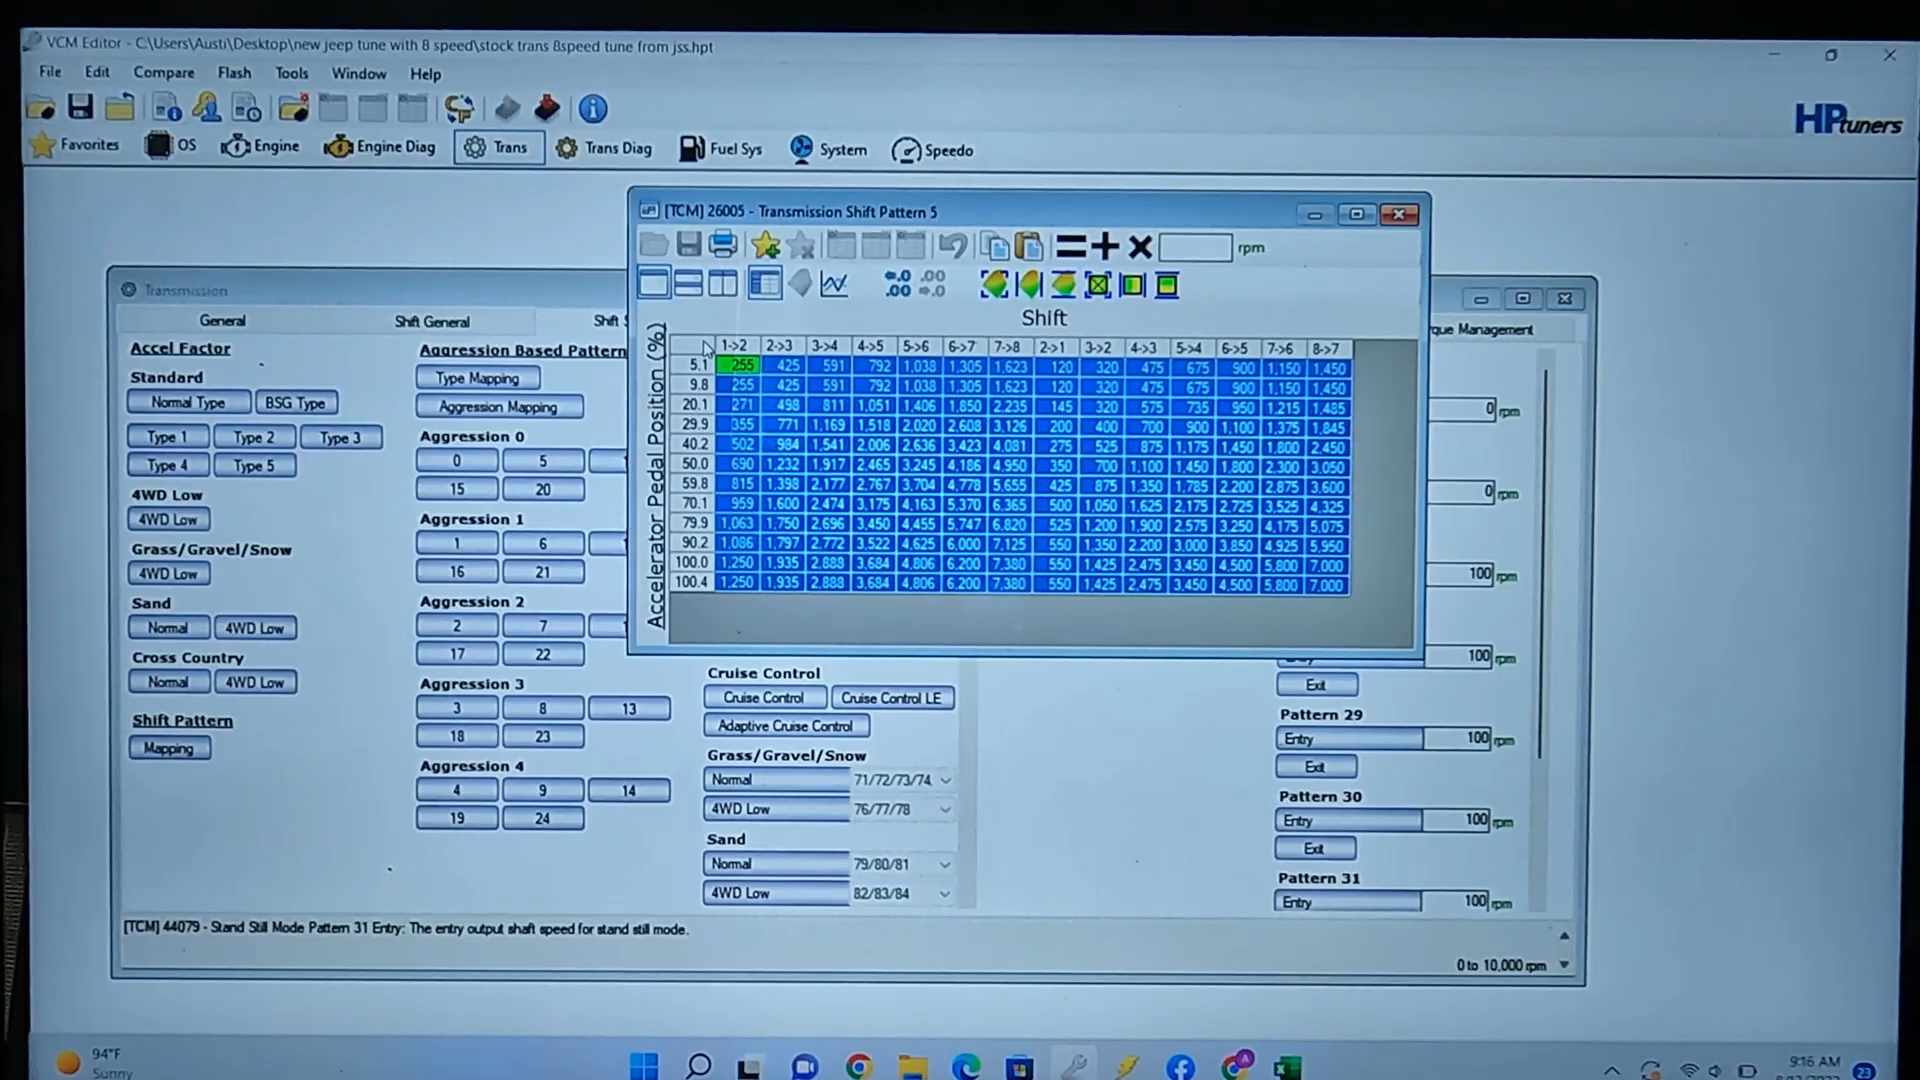 VCM Editor - C:\Users\Austi\Desktop\new jeep tune with 8 speed\stock trans 8speed tune from jss.hpt
File Edit Compare Flash Tools Window Help
HPtuners
Favorites OS Engine Engine Diag Trans Trans Diag Fuel Sys System Speedo
[TCM] 26005 - Transmission Shift Pattern 5
rpm
Shift
Accelerator Pedal Position (%)
1->2 2->3 3->4 4->5 5->6 6->7 7->8 2->1 3->2 4->3 5->4 6->5 7->6 8->7
5.1 255 425 591 792 1,038 1,305 1,623 120 320 475 675 900 1,150 1,450
9.8 255 425 591 792 1,038 1,305 1,623 120 320 475 675 900 1,150 1,450
20.1 271 498 811 1,051 1,406 1,850 2,235 145 320 575 735 950 1,215 1,485
29.9 355 771 1,169 1,518 2,020 2,608 3,126 200 400 700 900 1,100 1,375 1,845
40.2 502 984 1,541 2,006 2,636 3,423 4,081 275 525 875 1,175 1,450 1,800 2,450
50.0 690 1,232 1,917 2,465 3,245 4,186 4,950 350 700 1,100 1,450 1,800 2,300 3,050
59.8 815 1,398 2,177 2,767 3,704 4,778 5,655 425 875 1,350 1,785 2,200 2,875 3,600
70.1 959 1,600 2,474 3,175 4,163 5,370 6,365 500 1,050 1,625 2,175 2,725 3,525 4,325
79.9 1,063 1,750 2,696 3,450 4,455 5,747 6,820 525 1,200 1,900 2,575 3,250 4,175 5,075
90.2 1,086 1,797 2,772 3,522 4,625 6,000 7,125 550 1,350 2,200 3,000 3,850 4,925 5,950
100.0 1,250 1,935 2,888 3,684 4,806 6,200 7,380 550 1,425 2,475 3,450 4,500 5,800 7,000
100.4 1,250 1,935 2,888 3,684 4,806 6,200 7,380 550 1,425 2,475 3,450 4,500 5,800 7,000
Transmission
General Shift General Shift
Accel Factor
Standard
Normal Type BSG Type
Type 1 Type 2 Type 3
Type 4 Type 5
4WD Low
4WD Low
Grass/Gravel/Snow
4WD Low
Sand
Normal 4WD Low
Cross Country
Normal 4WD Low
Shift Pattern
Mapping
Aggression Based Pattern
Type Mapping
Aggression Mapping
Aggression 0
0 5
15 20
Aggression 1
1 6
16 21
Aggression 2
2 7
17 22
Aggression 3
3 8 13
18 23
Aggression 4
4 9 14
19 24
Cruise Control
Cruise Control Cruise Control LE
Adaptive Cruise Control
Grass/Gravel/Snow
Normal 71/72/73/74
4WD Low 76/77/78
Sand
Normal 79/80/81
4WD Low 82/83/84
rque Management
0 rpm
0 rpm
100 rpm
100 rpm
Exit
Pattern 29
Entry 100 rpm
Exit
Pattern 30
Entry 100 rpm
Exit
Pattern 31
Entry 100 rpm
[TCM] 44079 - Stand Still Mode Pattern 31 Entry: The entry output shaft speed for stand still mode.
0 to 10,000 rpm
94°F
Sunny
9:16 AM
23